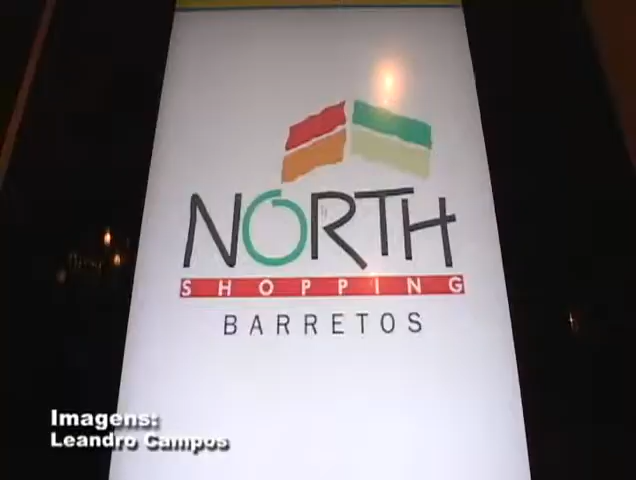 NORTH
SHOPPING
BARRETOS
Imagens:
Leandro Campos